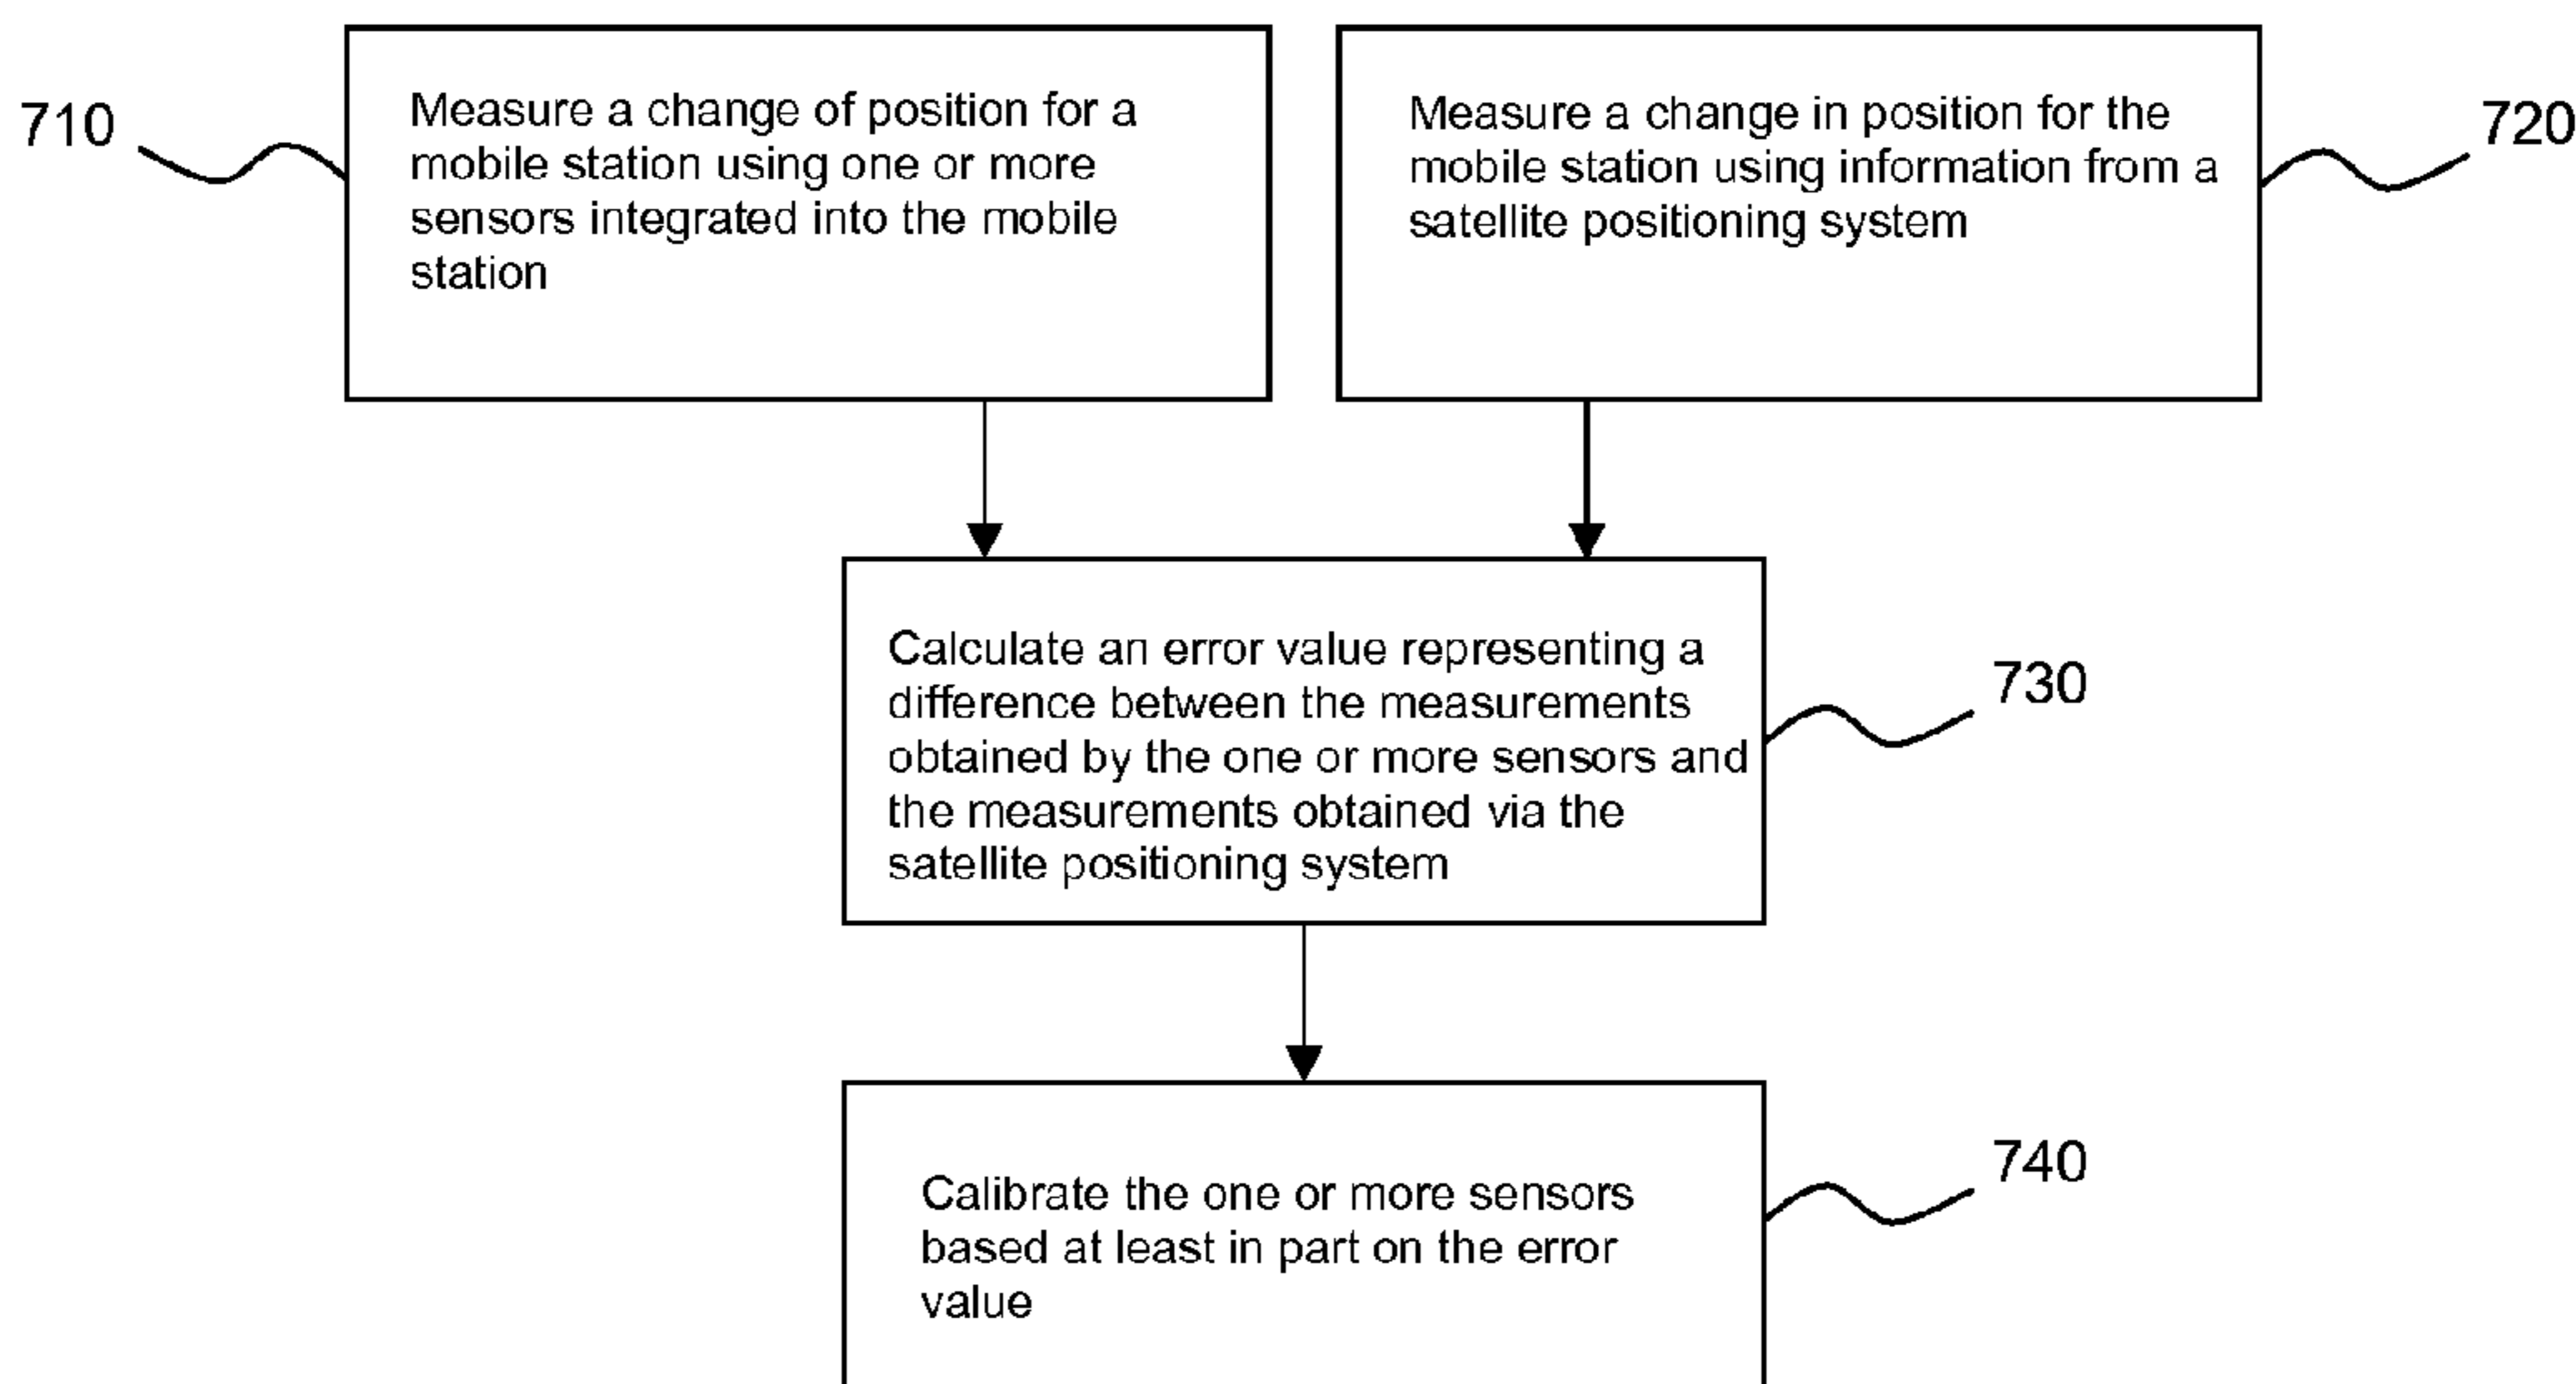 710
Measure a change of position for a
mobile station using one or more
sensors integrated into the mobile
station
Measure a change in position for the
mobile station using information from a
satellite positioning system
720
Calculate an error value representing a
difference between the measurements
obtained by the one or more sensors and
the measurements obtained via the
satellite positioning system
730
Calibrate the one or more sensors
based at least in part on the error
value
740